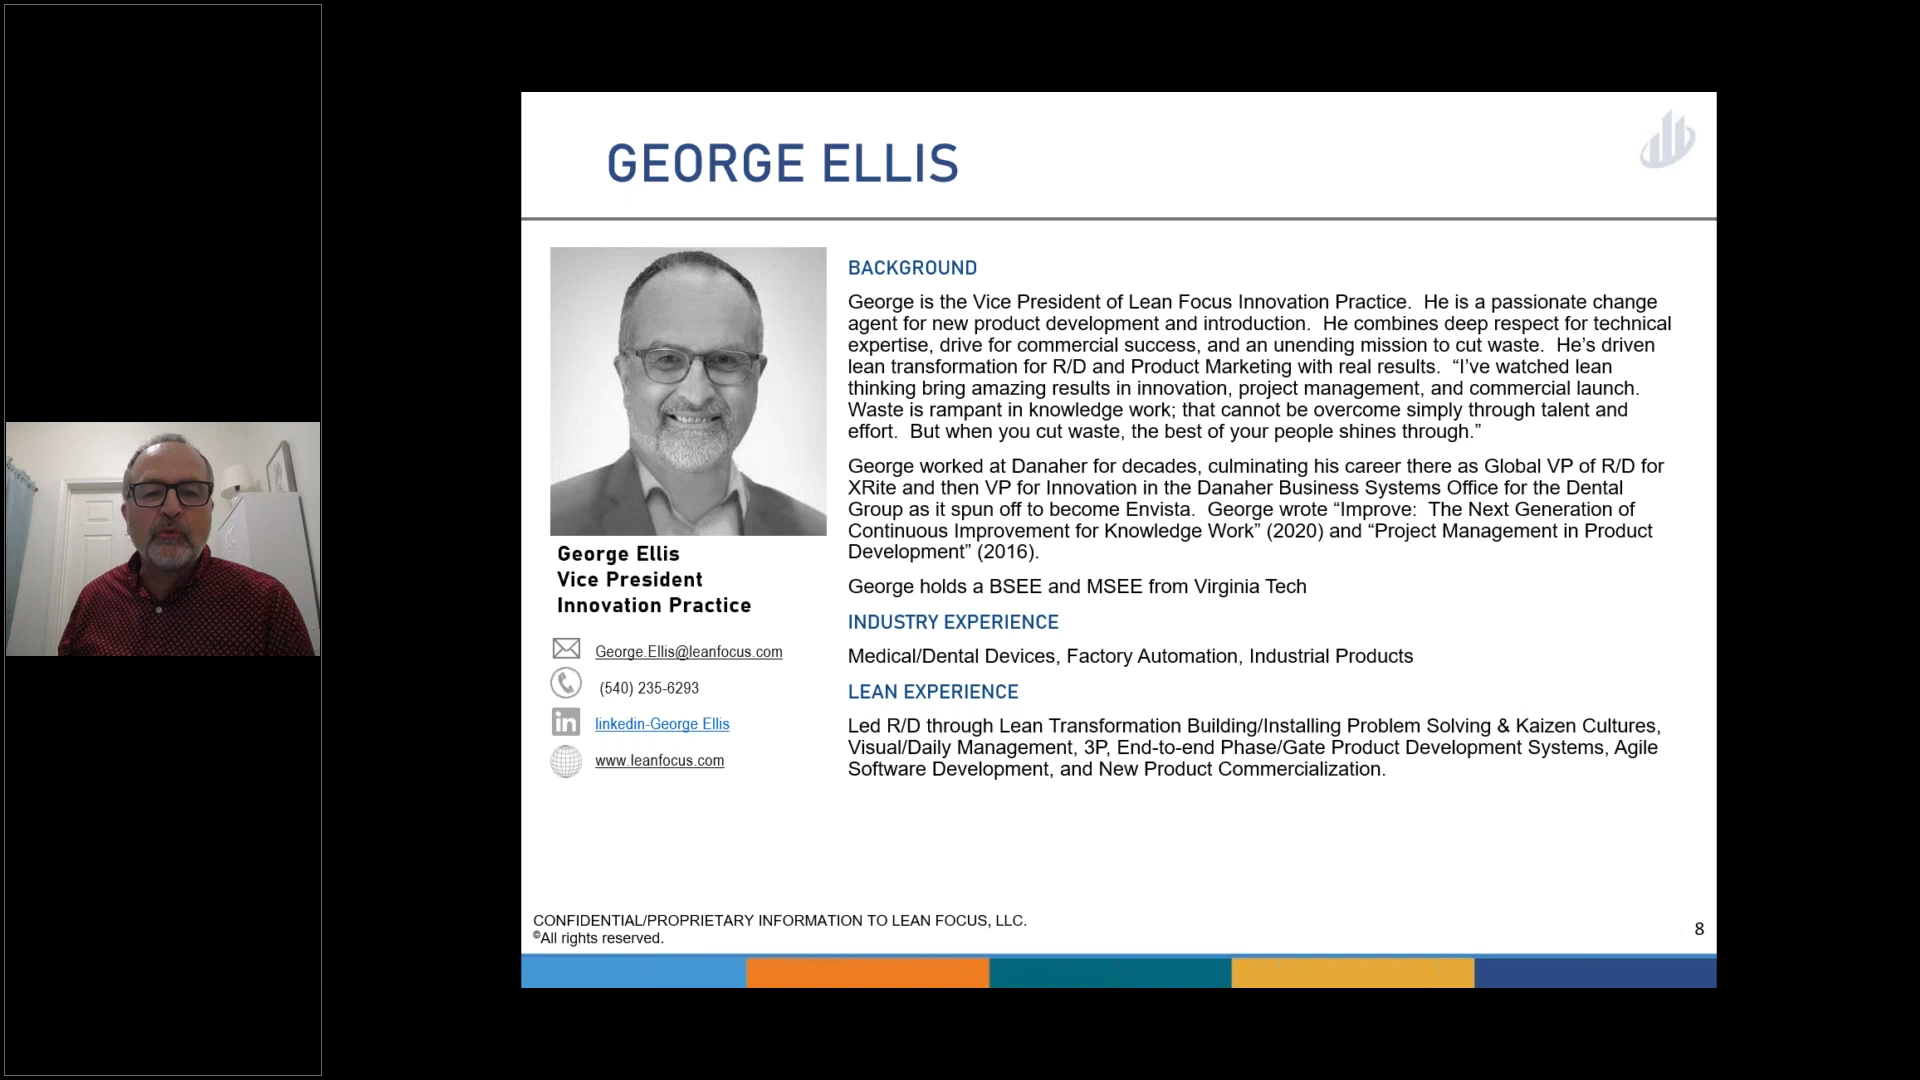 GEORGE ELLIS
George Ellis
Vice President
Innovation Practice
George.Ellis@leanfocus.com
(540) 235-6293
in
linkedin-George Ellis
www.leanfocus.com
BACKGROUND
George is the Vice President of Lean Focus Innovation Practice.  He is a passionate change
agent for new product development and introduction.  He combines deep respect for technical
expertise, drive for commercial success, and an unending mission to cut waste.  He’s driven
lean transformation for R/D and Product Marketing with real results.  “I’ve watched lean
thinking bring amazing results in innovation, project management, and commercial launch.
Waste is rampant in knowledge work; that cannot be overcome simply through talent and
effort.  But when you cut waste, the best of your people shines through.”
George worked at Danaher for decades, culminating his career there as Global VP of R/D for
XRite and then VP for Innovation in the Danaher Business Systems Office for the Dental
Group as it spun off to become Envista.  George wrote “Improve:  The Next Generation of
Continuous Improvement for Knowledge Work” (2020) and “Project Management in Product
Development” (2016).
George holds a BSEE and MSEE from Virginia Tech
INDUSTRY EXPERIENCE
Medical/Dental Devices, Factory Automation, Industrial Products
LEAN EXPERIENCE
Led R/D through Lean Transformation Building/Installing Problem Solving & Kaizen Cultures,
Visual/Daily Management, 3P, End-to-end Phase/Gate Product Development Systems, Agile
Software Development, and New Product Commercialization.
CONFIDENTIAL/PROPRIETARY INFORMATION TO LEAN FOCUS, LLC.
©All rights reserved.
8